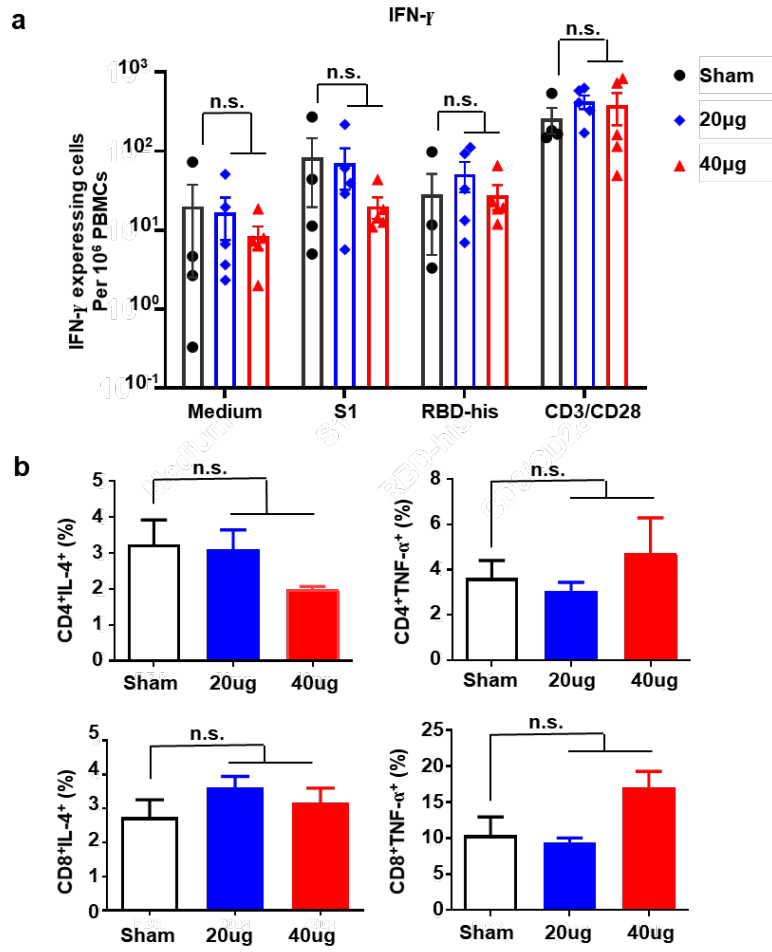 a
IFN-γ
IFN-γ experessing cells
Per 10⁶ PBMCs
10³
10²
10¹
10⁰
10⁻¹
n.s.
n.s.
n.s.
n.s.
Medium
S1
RBD-his
CD3/CD28
Sham
20μg
40μg
b
CD4⁺IL-4⁺ (%)
5
4
3
2
1
0
n.s.
Sham
20ug
40ug
CD4⁺TNF-α⁺ (%)
8
6
4
2
0
n.s.
Sham
20ug
40ug
CD8⁺IL-4⁺ (%)
5
4
3
2
1
0
n.s.
Sham
20ug
40ug
CD8⁺TNF-α⁺ (%)
25
20
15
10
5
0
n.s.
Sham
20ug
40ug